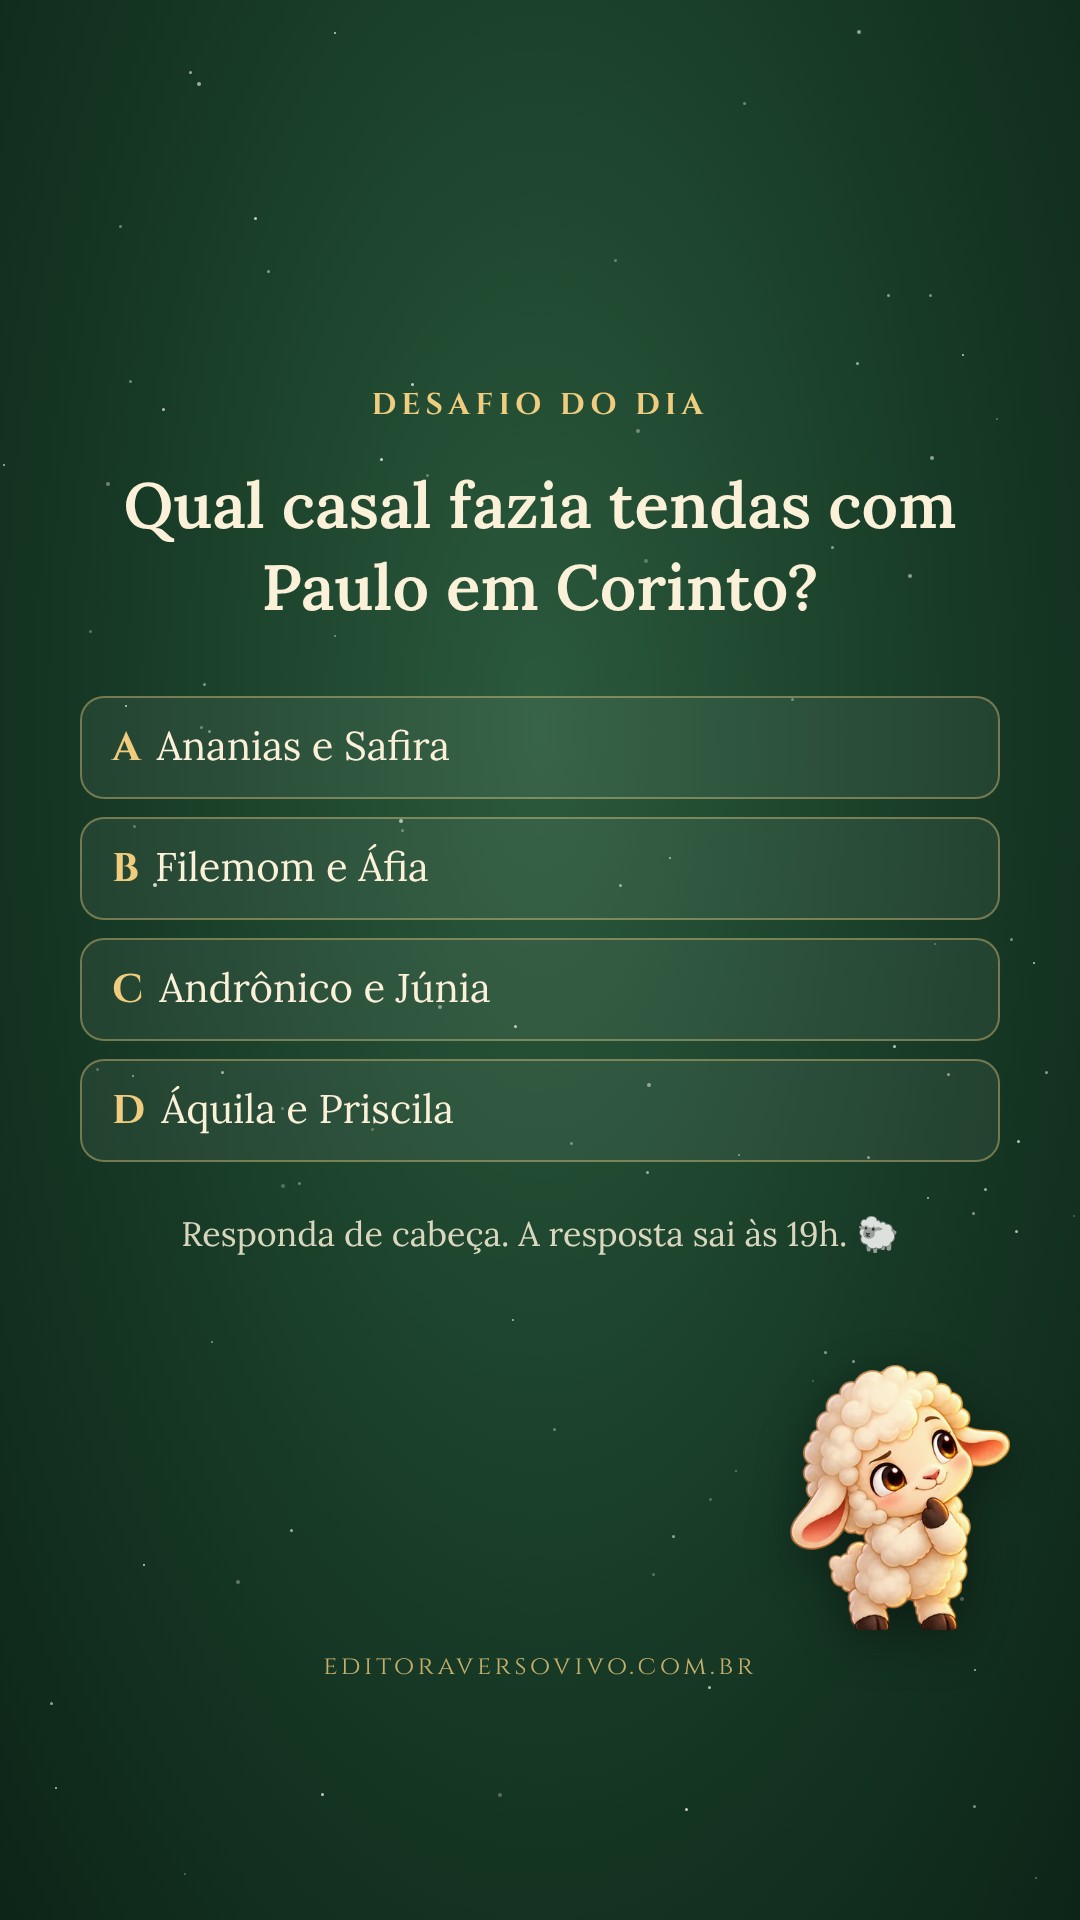 DESAFIO DO DIA
Qual casal fazia tendas com
Paulo em Corinto?
A Ananias e Safira
B Filemom e Áfia
C Andrônico e Júnia
D Áquila e Priscila
Responda de cabeça. A resposta sai às 19h. 🐑
EDITORAVERSOVIVO.COM.BR